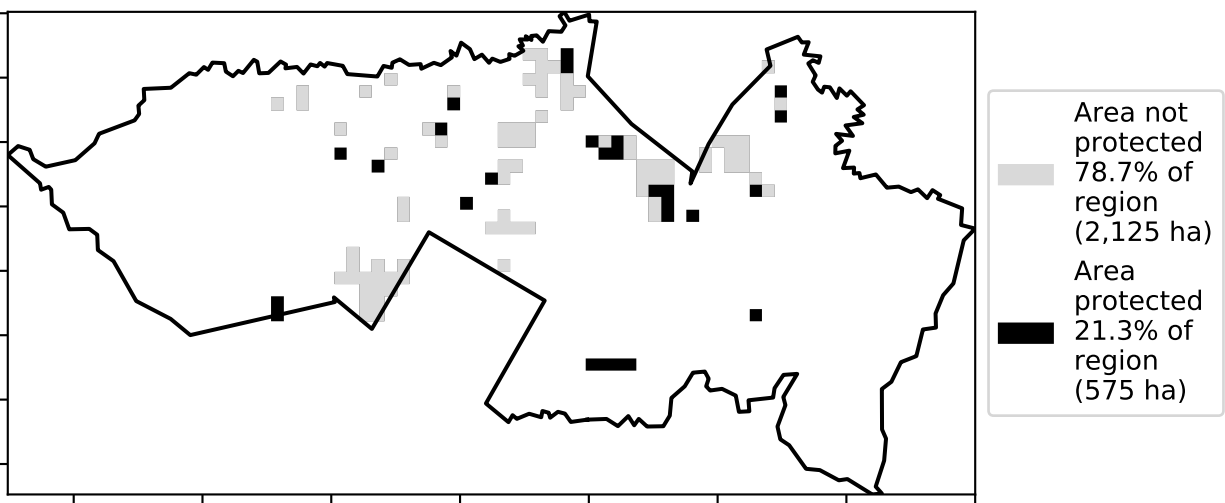 Area not
protected
78.7% of
region
(2,125 ha)
Area
protected
21.3% of
region
(575 ha)